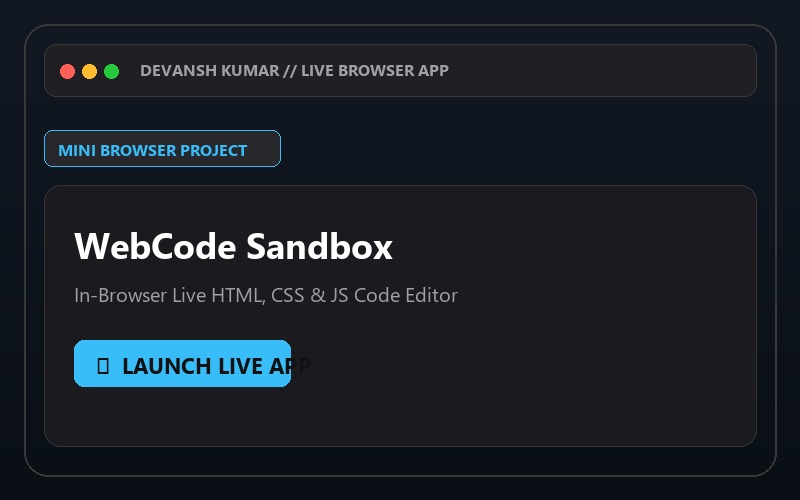 DEVANSH KUMAR // LIVE BROWSER APP
MINI BROWSER PROJECT
WebCode Sandbox
In-Browser Live HTML, CSS & JS Code Editor
LAUNCH LIVE APP